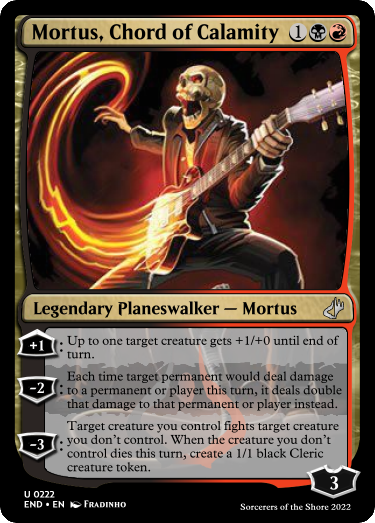 Mortus, Chord of Calamity 1
Legendary Planeswalker — Mortus
+1: Up to one target creature gets +1/+0 until end of
turn.
-2: Each time target permanent would deal damage
to a permanent or player this turn, it deals double
that damage to that permanent or player instead.
-3: Target creature you control fights target creature
you don't control. When the creature you don't
control dies this turn, create a 1/1 black Cleric
creature token.
3
U 0222
END • EN Fradinho
Sorcerers of the Shore 2022